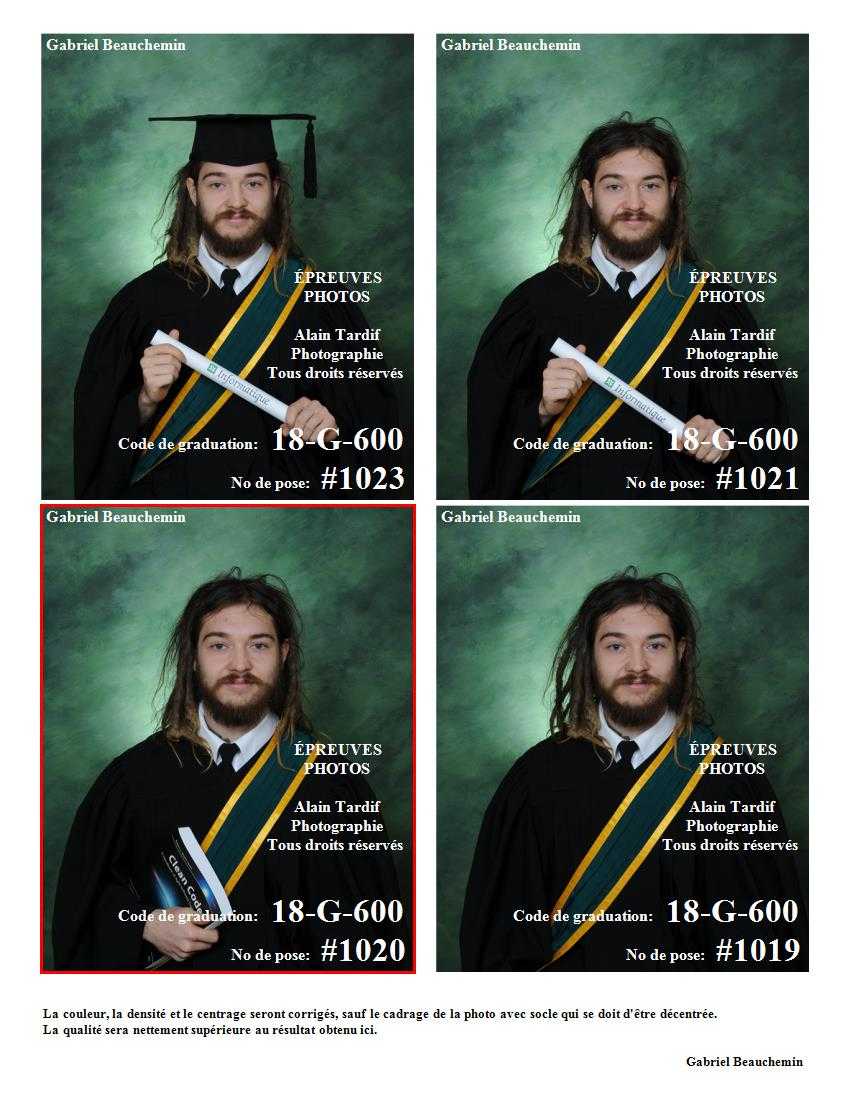 Gabriel Beauchemin
ÉPREUVES
PHOTOS
Alain Tardif
Photographie
Tous droits réservés
Informatique
Code de graduation: 18-G-600
No de pose: #1023
Gabriel Beauchemin
ÉPREUVES
PHOTOS
Alain Tardif
Photographie
Tous droits réservés
Informatique
Code de graduation: 18-G-600
No de pose: #1021
Gabriel Beauchemin
ÉPREUVES
PHOTOS
Alain Tardif
Photographie
Tous droits réservés
Clean Code
Code de graduation: 18-G-600
No de pose: #1020
Gabriel Beauchemin
ÉPREUVES
PHOTOS
Alain Tardif
Photographie
Tous droits réservés
Code de graduation: 18-G-600
No de pose: #1019
La couleur, la densité et le centrage seront corrigés, sauf le cadrage de la photo avec socle qui se doit d'être décentrée.
La qualité sera nettement supérieure au résultat obtenu ici.
Gabriel Beauchemin